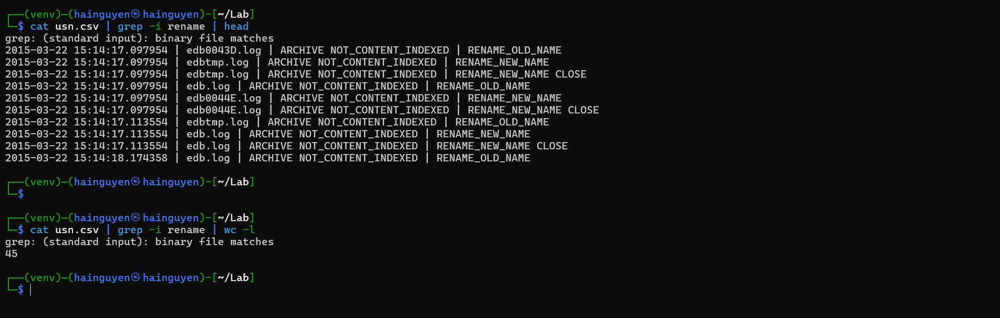 ┌──(venv)─(hainguyen㉿hainguyen)-[~/Lab]
└─$ cat usn.csv | grep -i rename | head
grep: (standard input): binary file matches
2015-03-22 15:14:17.097954 | edb0043D.log | ARCHIVE NOT_CONTENT_INDEXED | RENAME_OLD_NAME
2015-03-22 15:14:17.097954 | edbtmp.log | ARCHIVE NOT_CONTENT_INDEXED | RENAME_NEW_NAME
2015-03-22 15:14:17.097954 | edbtmp.log | ARCHIVE NOT_CONTENT_INDEXED | RENAME_NEW_NAME CLOSE
2015-03-22 15:14:17.097954 | edb.log | ARCHIVE NOT_CONTENT_INDEXED | RENAME_OLD_NAME
2015-03-22 15:14:17.097954 | edb0044E.log | ARCHIVE NOT_CONTENT_INDEXED | RENAME_NEW_NAME
2015-03-22 15:14:17.097954 | edb0044E.log | ARCHIVE NOT_CONTENT_INDEXED | RENAME_NEW_NAME CLOSE
2015-03-22 15:14:17.113554 | edbtmp.log | ARCHIVE NOT_CONTENT_INDEXED | RENAME_OLD_NAME
2015-03-22 15:14:17.113554 | edb.log | ARCHIVE NOT_CONTENT_INDEXED | RENAME_NEW_NAME
2015-03-22 15:14:17.113554 | edb.log | ARCHIVE NOT_CONTENT_INDEXED | RENAME_NEW_NAME CLOSE
2015-03-22 15:14:18.174358 | edb.log | ARCHIVE NOT_CONTENT_INDEXED | RENAME_OLD_NAME
┌──(venv)─(hainguyen㉿hainguyen)-[~/Lab]
└─$
┌──(venv)─(hainguyen㉿hainguyen)-[~/Lab]
└─$ cat usn.csv | grep -i rename | wc -l
grep: (standard input): binary file matches
45
┌──(venv)─(hainguyen㉿hainguyen)-[~/Lab]
└─$